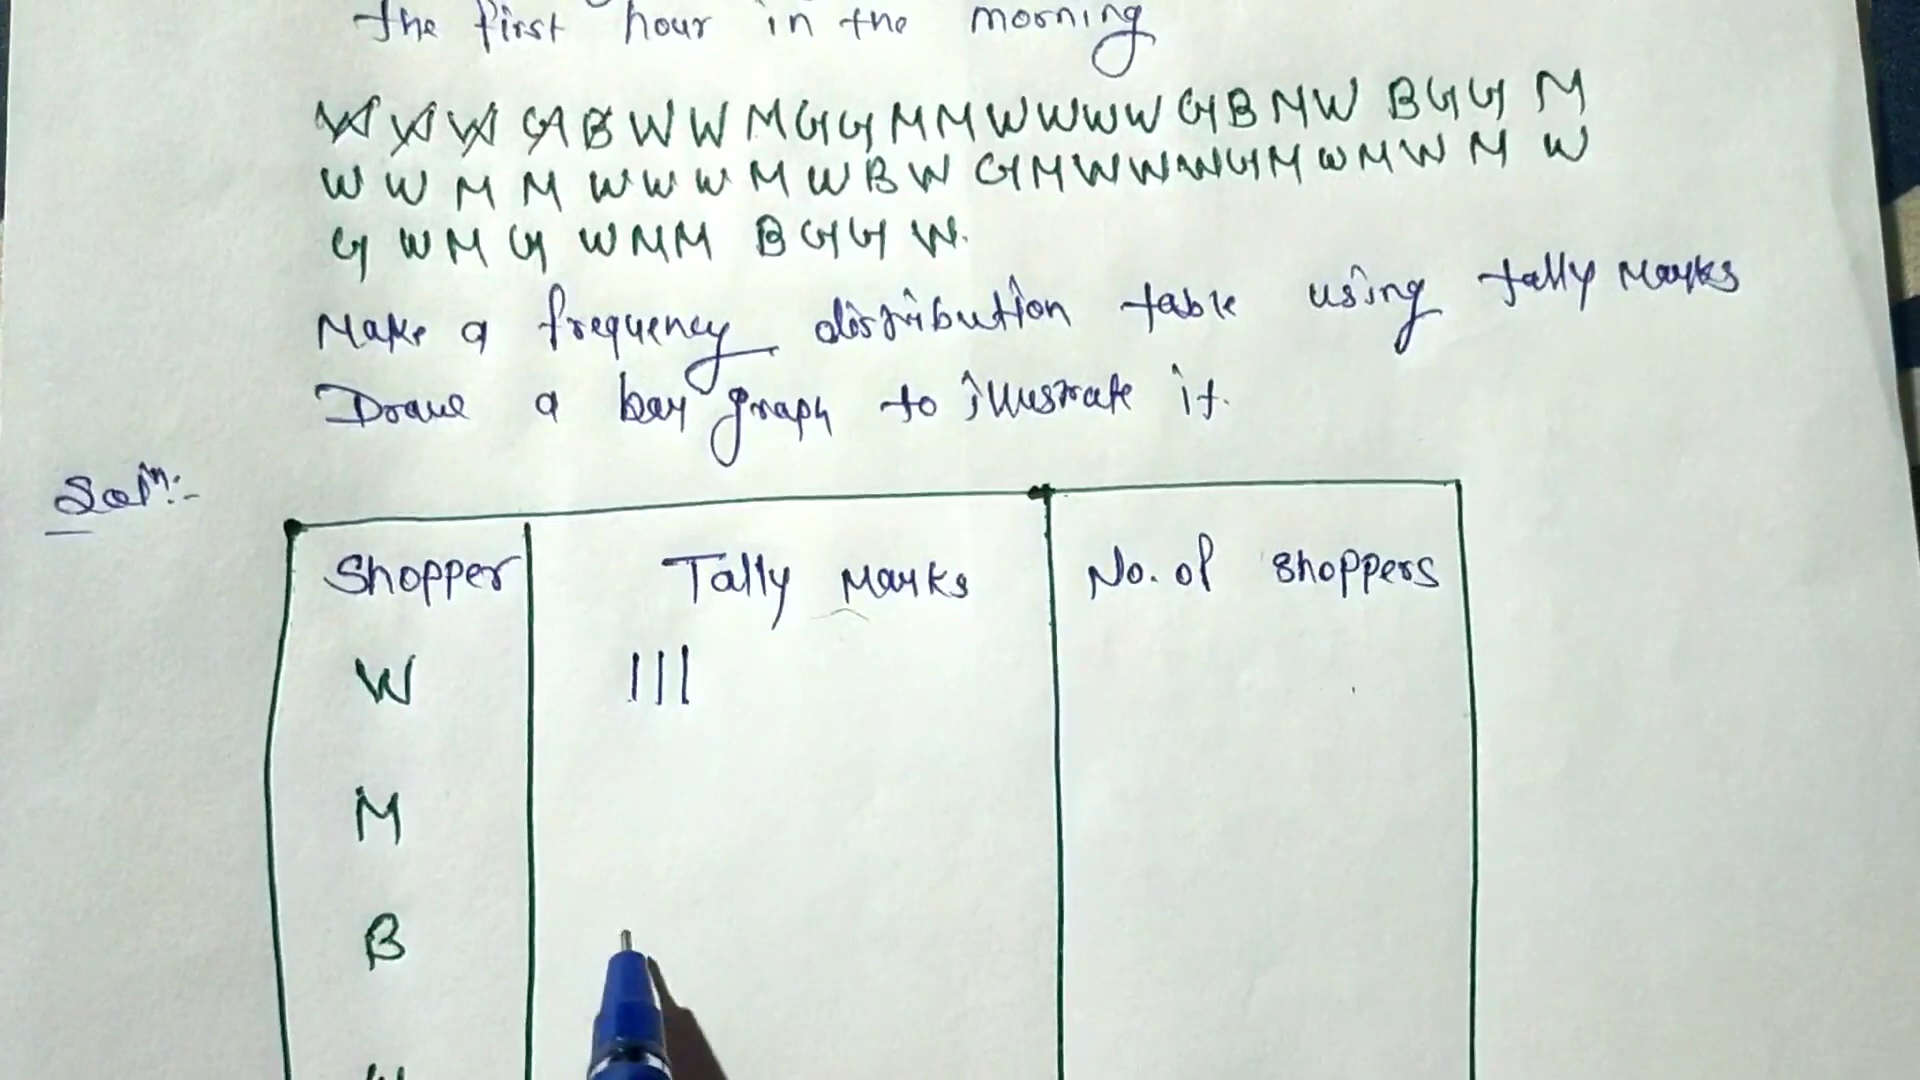 the first hour in the morning
W W W G B W W M G G M M W W W W G B M W B G G M
W W M M W W W M W B W G M W W W W G M W M W M W
G W M G W M M B G G W.
Make a frequency distribution table using tally Marks
Draw a bar graph to illustrate it.
Solⁿ:-
Shopper Tally Marks No. of shoppers
W |||
M
B